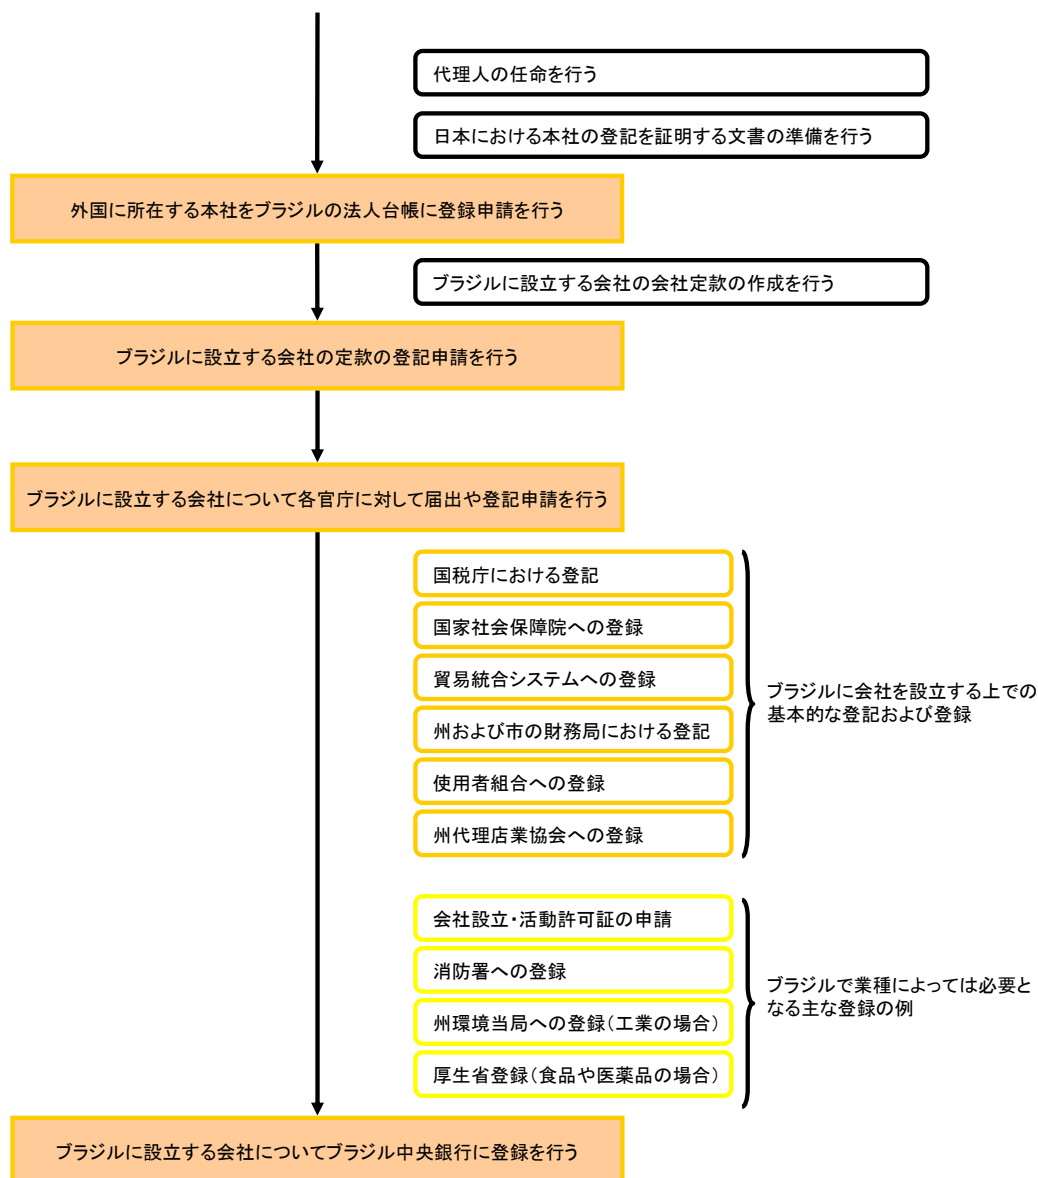 代理人の任命を行う
日本における本社の登記を証明する文書の準備を行う
外国に所在する本社をブラジルの法人台帳に登録申請を行う
ブラジルに設立する会社の会社定款の作成を行う
ブラジルに設立する会社の定款の登記申請を行う
ブラジルに設立する会社について各官庁に対して届出や登記申請を行う
国税庁における登記
国家社会保障院への登録
貿易統合システムへの登録
州および市の財務局における登記
使用者組合への登録
州代理店業協会への登録
ブラジルに会社を設立する上での
基本的な登記および登録
会社設立・活動許可証の申請
消防署への登録
州環境当局への登録(工業の場合)
厚生省登録(食品や医薬品の場合)
ブラジルで業種によっては必要と
なる主な登録の例
ブラジルに設立する会社についてブラジル中央銀行に登録を行う